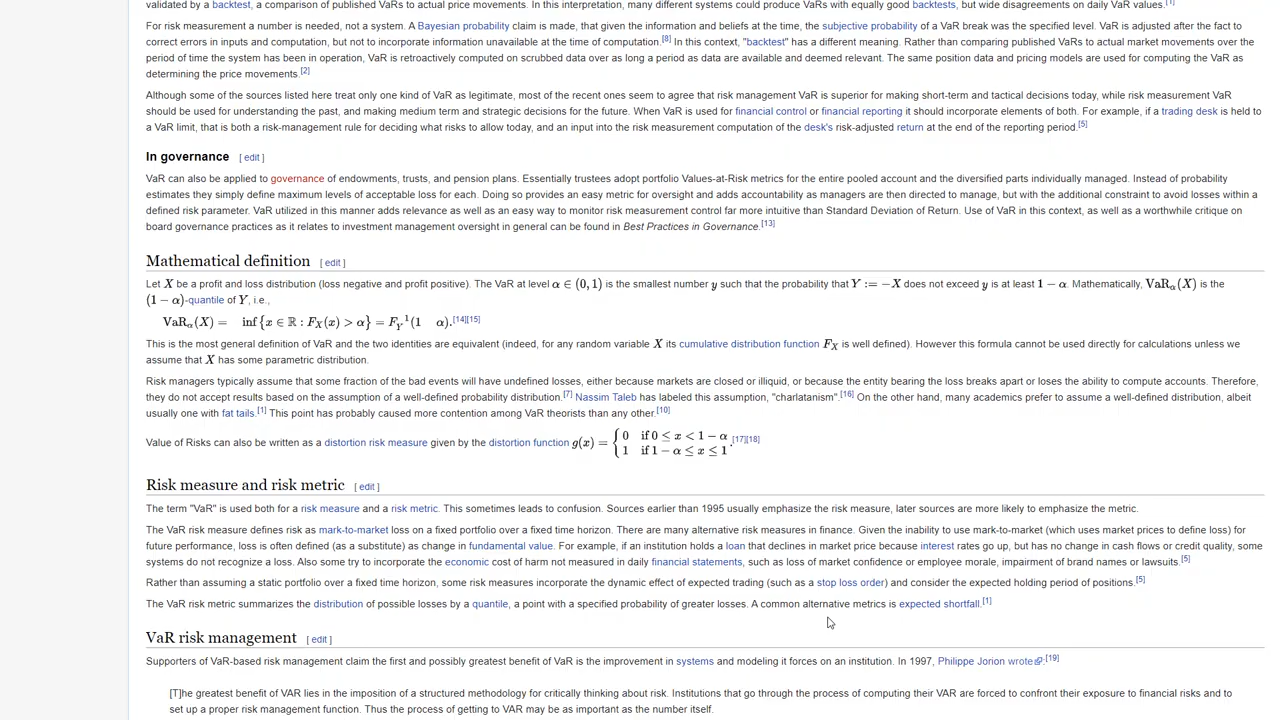 validated by a backtest, a comparison of published VaRs to actual price movements. In this interpretation, many different systems could produce VaRs with equally good backtests, but wide disagreements on daily VaR values.[1]
For risk measurement a number is needed, not a system. A Bayesian probability claim is made, that given the information and beliefs at the time, the subjective probability of a VaR break was the specified level. VaR is adjusted after the fact to
correct errors in inputs and computation, but not to incorporate information unavailable at the time of computation.[8] In this context, "backtest" has a different meaning. Rather than comparing published VaRs to actual market movements over the
period of time the system has been in operation, VaR is retroactively computed on scrubbed data over as long a period as data are available and deemed relevant. The same position data and pricing models are used for computing the VaR as
determining the price movements.[2]
Although some of the sources listed here treat only one kind of VaR as legitimate, most of the recent ones seem to agree that risk management VaR is superior for making short-term and tactical decisions today, while risk measurement VaR
should be used for understanding the past, and making medium term and strategic decisions for the future. When VaR is used for financial control or financial reporting it should incorporate elements of both. For example, if a trading desk is held to
a VaR limit, that is both a risk-management rule for deciding what risks to allow today, and an input into the risk measurement computation of the desk's risk-adjusted return at the end of the reporting period.[5]
In governance [ edit ]
VaR can also be applied to governance of endowments, trusts, and pension plans. Essentially trustees adopt portfolio Values-at-Risk metrics for the entire pooled account and the diversified parts individually managed. Instead of probability
estimates they simply define maximum levels of acceptable loss for each. Doing so provides an easy metric for oversight and adds accountability as managers are then directed to manage, but with the additional constraint to avoid losses within a
defined risk parameter. VaR utilized in this manner adds relevance as well as an easy way to monitor risk measurement control far more intuitive than Standard Deviation of Return. Use of VaR in this context, as well as a worthwhile critique on
board governance practices as it relates to investment management oversight in general can be found in Best Practices in Governance.[13]
Mathematical definition [ edit ]
Let X be a profit and loss distribution (loss negative and profit positive). The VaR at level α ∈ (0, 1) is the smallest number y such that the probability that Y := −X does not exceed y is at least 1 − α. Mathematically, VaRα(X) is the
(1 − α)-quantile of Y, i.e.,
VaRα(X) = inf{x ∈ ℝ : FX(x) > α} = FY 1(1 α).[14][15]
This is the most general definition of VaR and the two identities are equivalent (indeed, for any random variable X its cumulative distribution function FX is well defined). However this formula cannot be used directly for calculations unless we
assume that X has some parametric distribution.
Risk managers typically assume that some fraction of the bad events will have undefined losses, either because markets are closed or illiquid, or because the entity bearing the loss breaks apart or loses the ability to compute accounts. Therefore,
they do not accept results based on the assumption of a well-defined probability distribution.[7] Nassim Taleb has labeled this assumption, "charlatanism".[16] On the other hand, many academics prefer to assume a well-defined distribution, albeit
usually one with fat tails.[1] This point has probably caused more contention among VaR theorists than any other.[10]
Value of Risks can also be written as a distortion risk measure given by the distortion function g(x) = { 0 if 0 ≤ x < 1 − α
1 if 1 − α ≤ x ≤ 1 .[17][18]
Risk measure and risk metric [ edit ]
The term "VaR" is used both for a risk measure and a risk metric. This sometimes leads to confusion. Sources earlier than 1995 usually emphasize the risk measure, later sources are more likely to emphasize the metric.
The VaR risk measure defines risk as mark-to-market loss on a fixed portfolio over a fixed time horizon. There are many alternative risk measures in finance. Given the inability to use mark-to-market (which uses market prices to define loss) for
future performance, loss is often defined (as a substitute) as change in fundamental value. For example, if an institution holds a loan that declines in market price because interest rates go up, but has no change in cash flows or credit quality, some
systems do not recognize a loss. Also some try to incorporate the economic cost of harm not measured in daily financial statements, such as loss of market confidence or employee morale, impairment of brand names or lawsuits.[5]
Rather than assuming a static portfolio over a fixed time horizon, some risk measures incorporate the dynamic effect of expected trading (such as a stop loss order) and consider the expected holding period of positions.[5]
The VaR risk metric summarizes the distribution of possible losses by a quantile, a point with a specified probability of greater losses. A common alternative metrics is expected shortfall.[1]
VaR risk management [ edit ]
Supporters of VaR-based risk management claim the first and possibly greatest benefit of VaR is the improvement in systems and modeling it forces on an institution. In 1997, Philippe Jorion wrote:[19]
[T]he greatest benefit of VAR lies in the imposition of a structured methodology for critically thinking about risk. Institutions that go through the process of computing their VAR are forced to confront their exposure to financial risks and to
set up a proper risk management function. Thus the process of getting to VAR may be as important as the number itself.